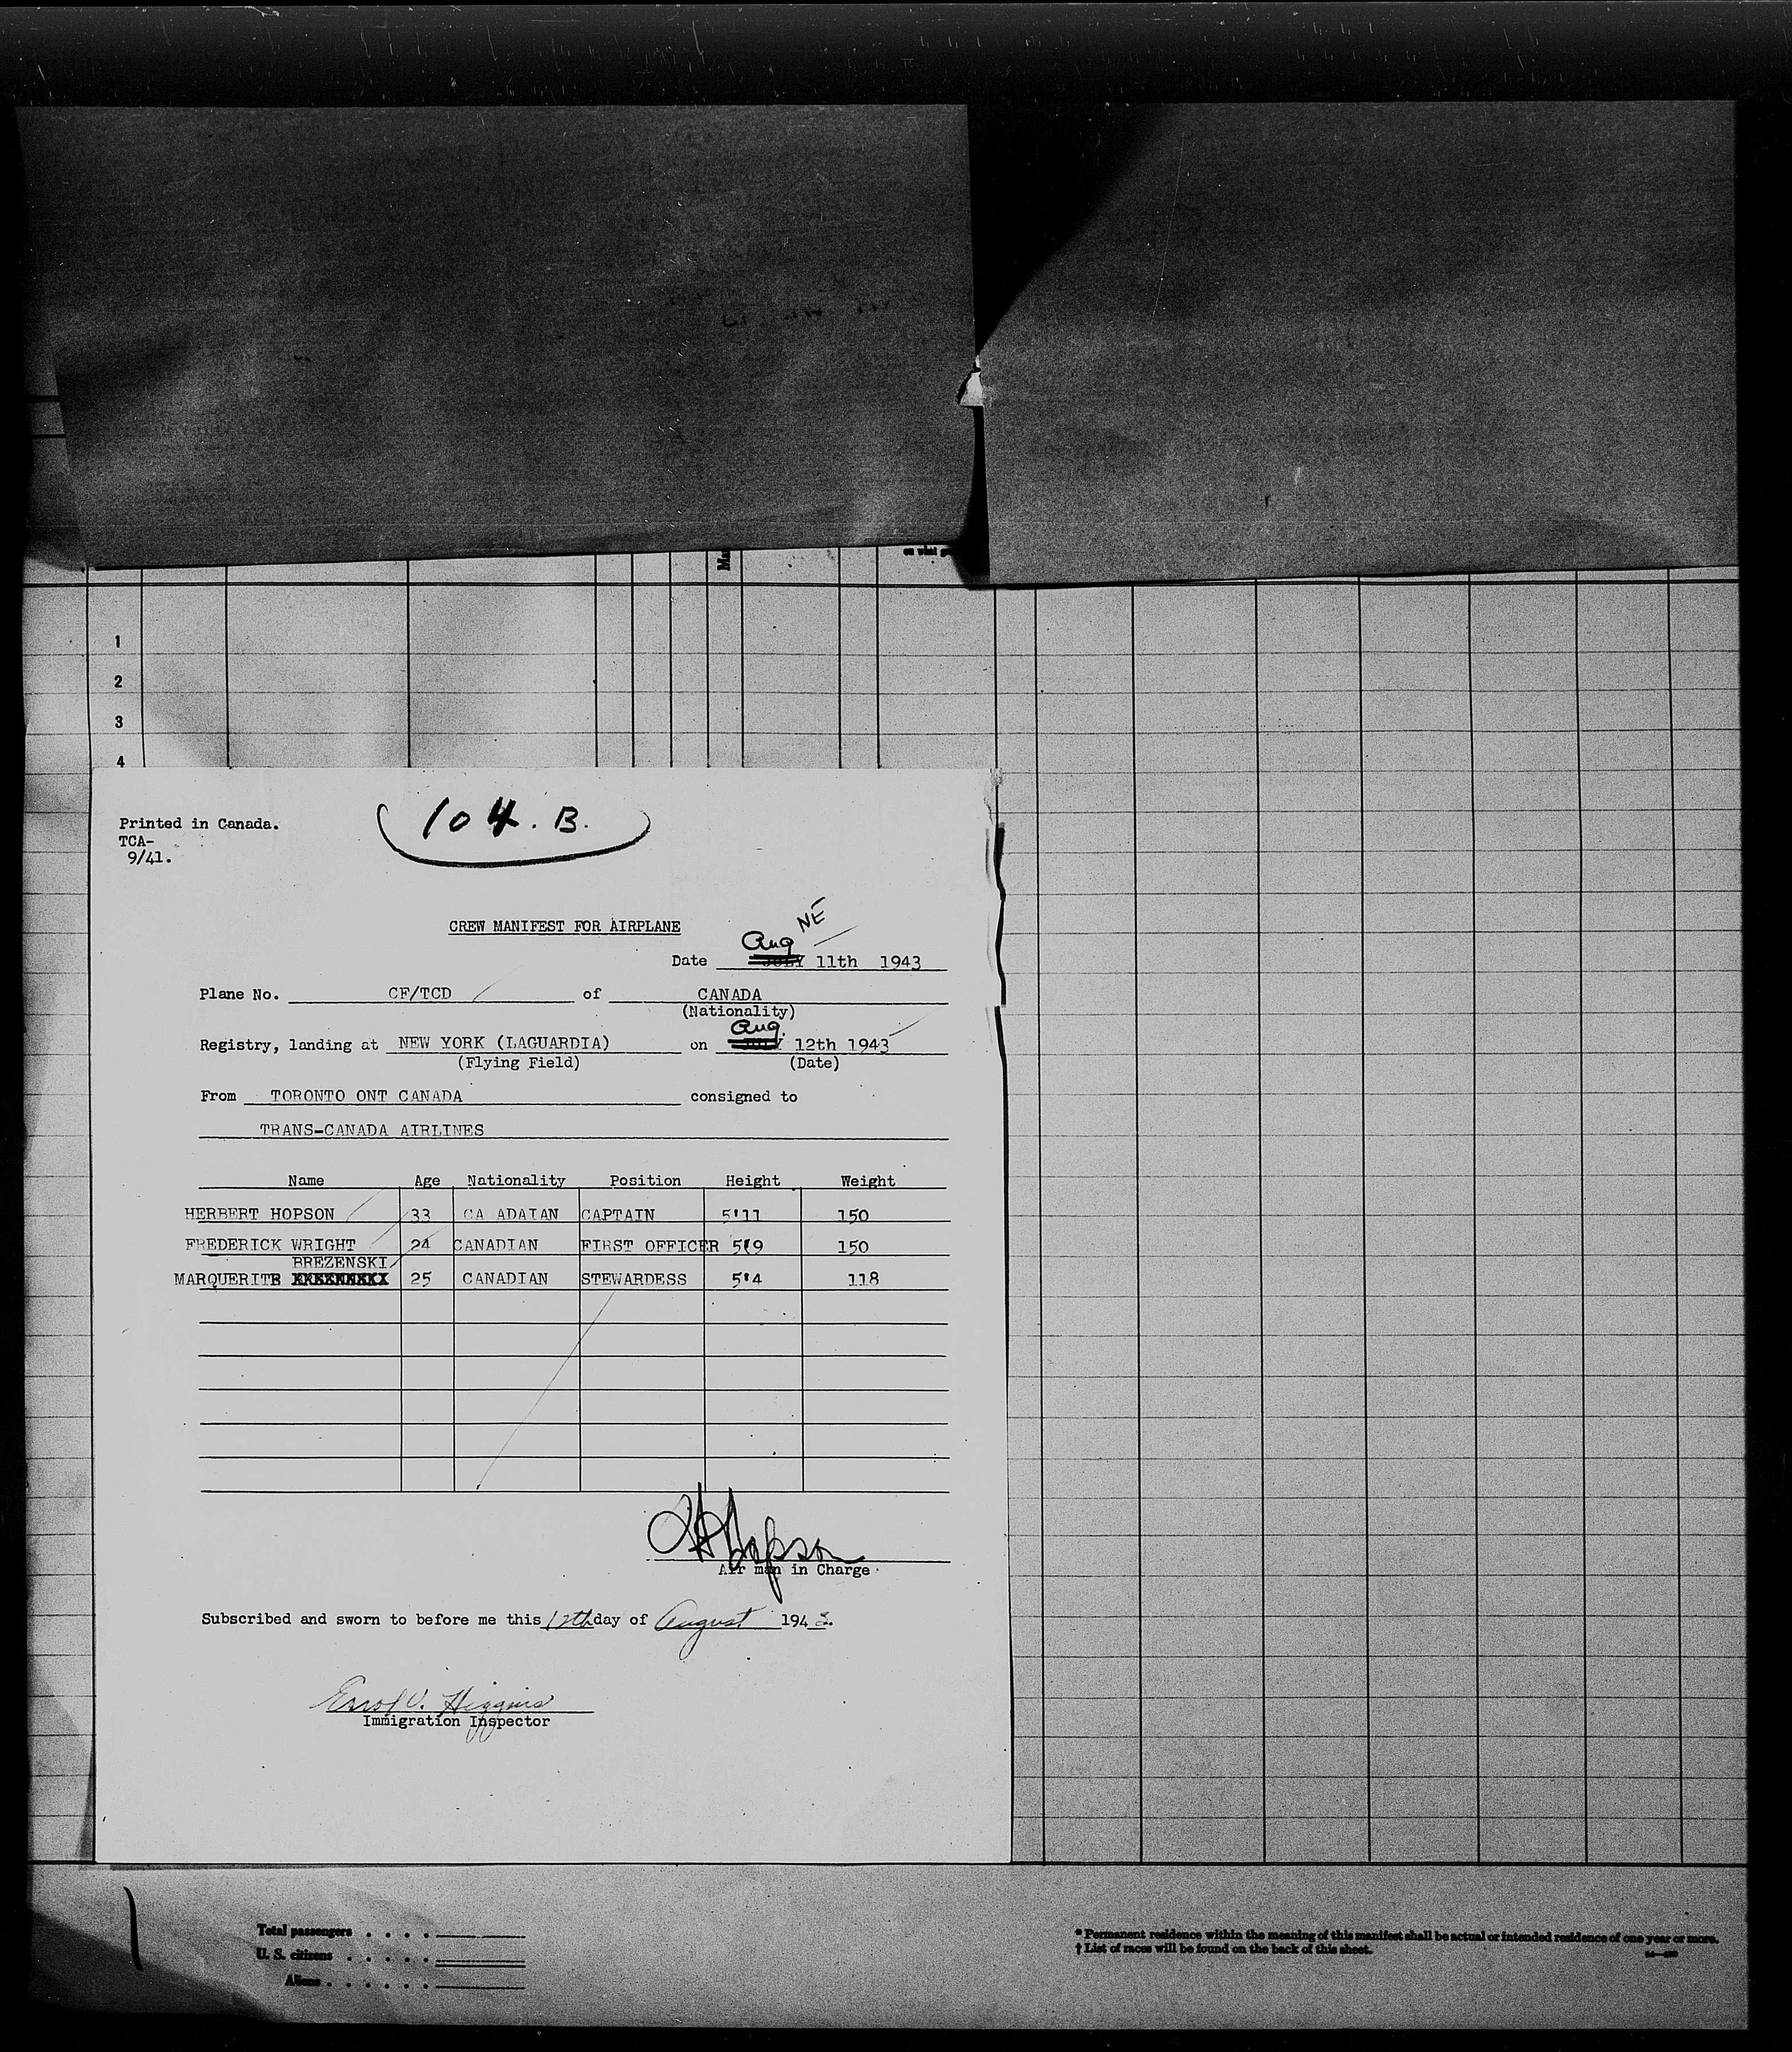 on what g
Ma
1
2
3
4
104.B.
Printed in Canada.
TCA-
9/41.
CREW MANIFEST FOR AIRPLANE
NE
Aug
Date JULY 11th 1943
Plane No. CF/TCD of CANADA
(Nationality)
Aug.
Registry, landing at NEW YORK (LAGUARDIA) on JULY 12th 1943
(Flying Field) (Date)
From TORONTO ONT CANADA consigned to
TRANS-CANADA AIRLINES
Name Age Nationality Position Height Weight
HERBERT HOPSON 33 CA ADAIAN CAPTAIN 5'11 150
FREDERICK WRIGHT 24 CANADIAN FIRST OFFICER 5'9 150
BREZENSKI
MARQUERITE 25 CANADIAN STEWARDESS 5'4 118
H Hopson
Air man in Charge
Subscribed and sworn to before me this 12th day of August 1943.
Errol V. Higgins
Immigration Inspector
Total passengers . . . .
U. S. citizens . . . . .
Aliens . . . . . .
* Permanent residence within the meaning of this manifest shall be actual or intended residence of one year or more.
† List of races will be found on the back of this sheet.